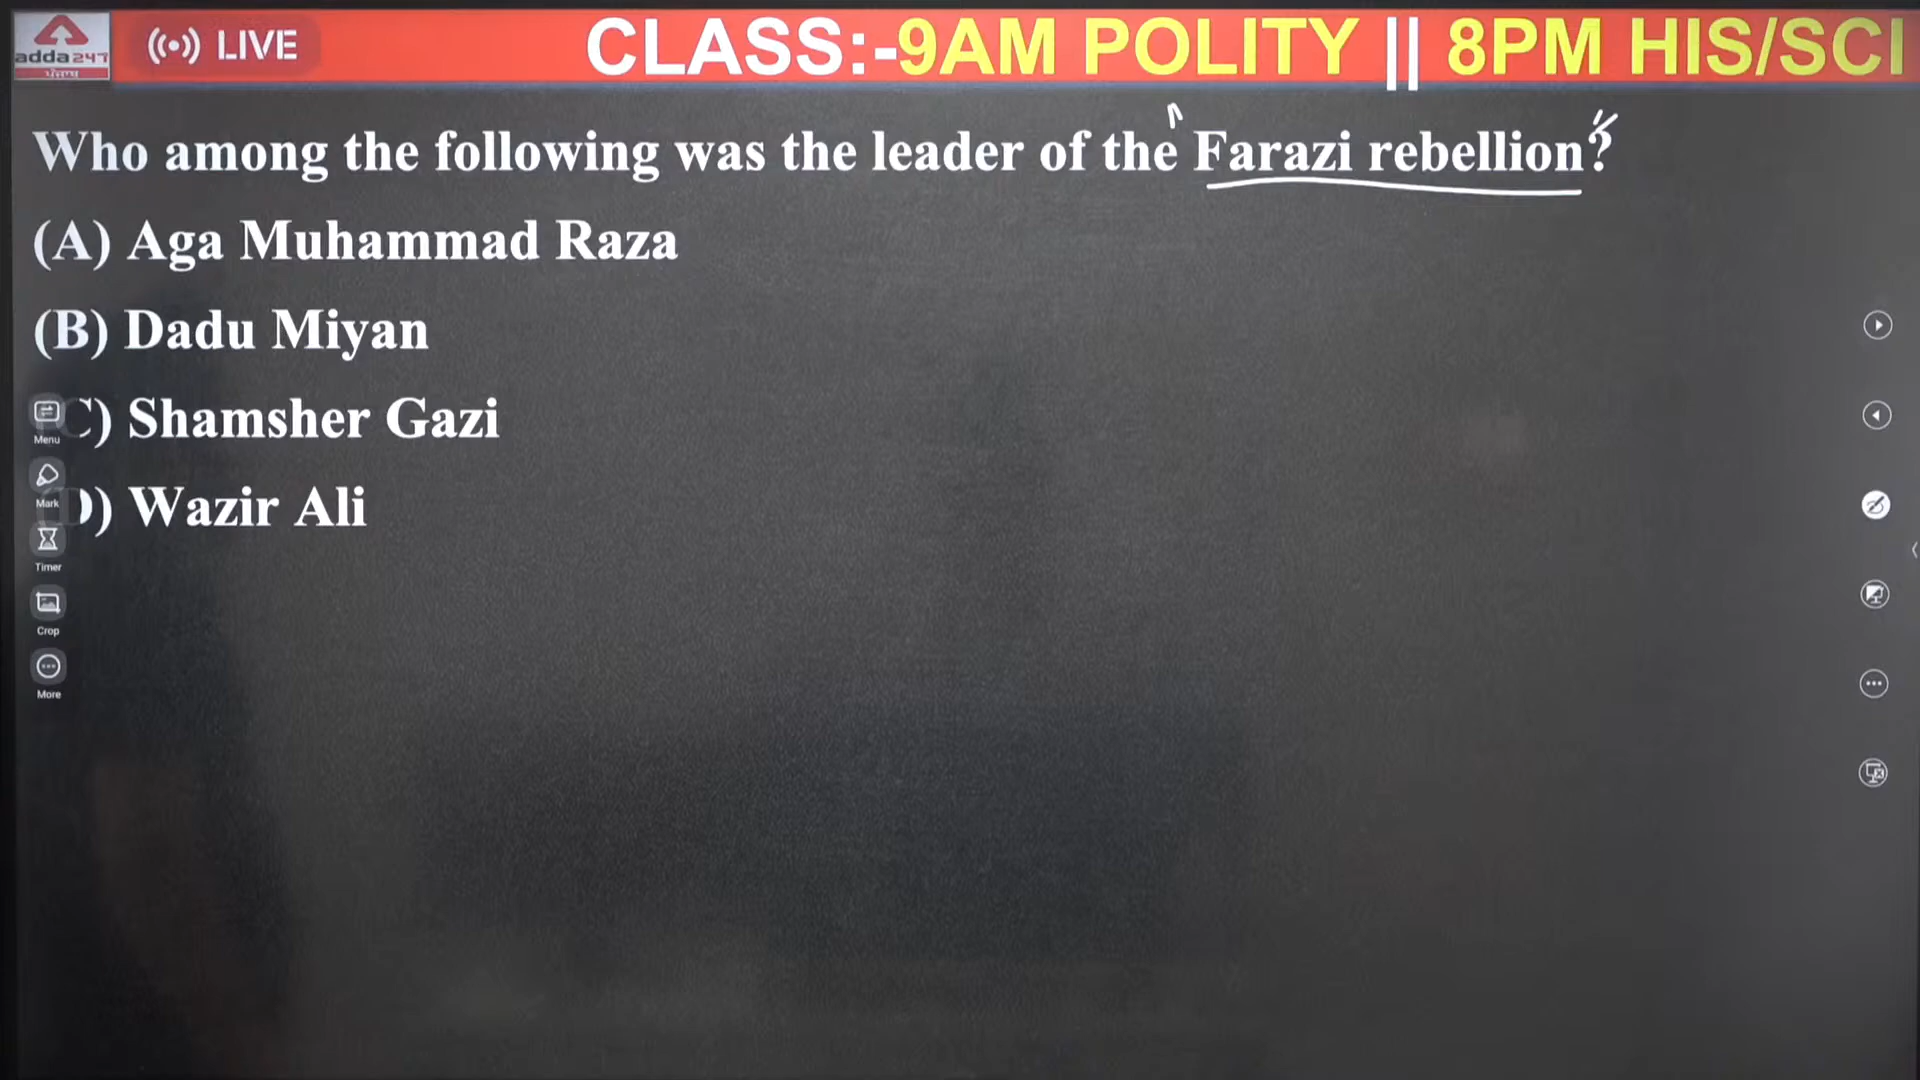 adda247
ਪੰਜਾਬ
LIVE
CLASS:-9AM POLITY || 8PM HIS/SCI
Who among the following was the leader of the Farazi rebellion?
(A) Aga Muhammad Raza
(B) Dadu Miyan
C) Shamsher Gazi
D) Wazir Ali
Menu
Mark
Timer
Crop
More